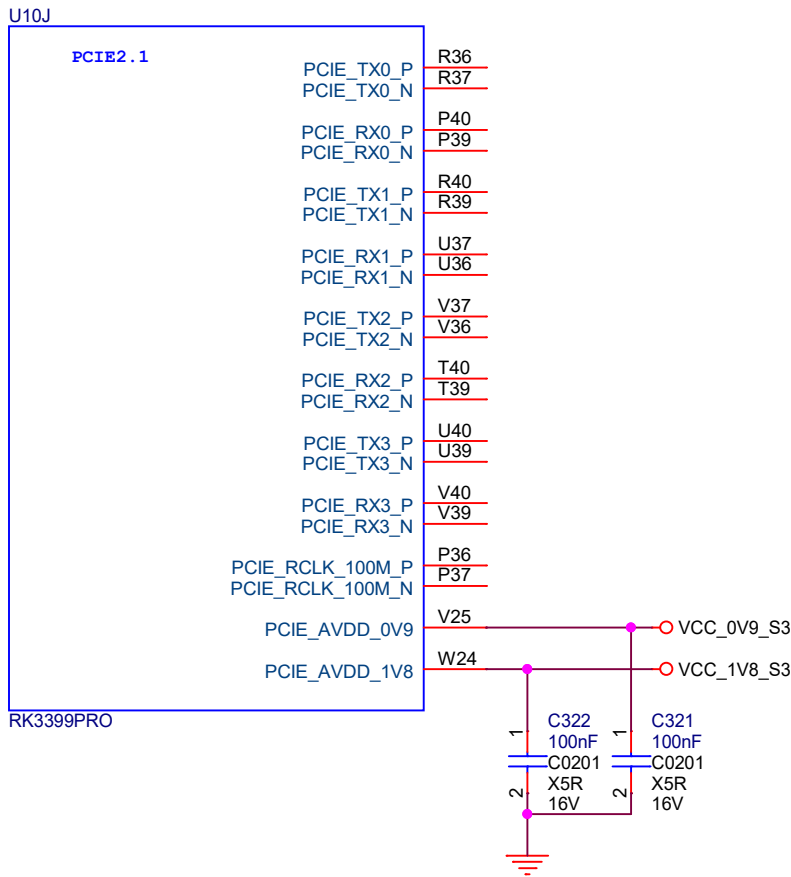 U10J
PCIE2.1
PCIE_TX0_P R36
PCIE_TX0_N R37
PCIE_RX0_P P40
PCIE_RX0_N P39
PCIE_TX1_P R40
PCIE_TX1_N R39
PCIE_RX1_P U37
PCIE_RX1_N U36
PCIE_TX2_P V37
PCIE_TX2_N V36
PCIE_RX2_P T40
PCIE_RX2_N T39
PCIE_TX3_P U40
PCIE_TX3_N U39
PCIE_RX3_P V40
PCIE_RX3_N V39
PCIE_RCLK_100M_P P36
PCIE_RCLK_100M_N P37
PCIE_AVDD_0V9 V25 VCC_0V9_S3
PCIE_AVDD_1V8 W24 VCC_1V8_S3
RK3399PRO
1 2
C322
100nF
C0201
X5R
16V
1 2
C321
100nF
C0201
X5R
16V